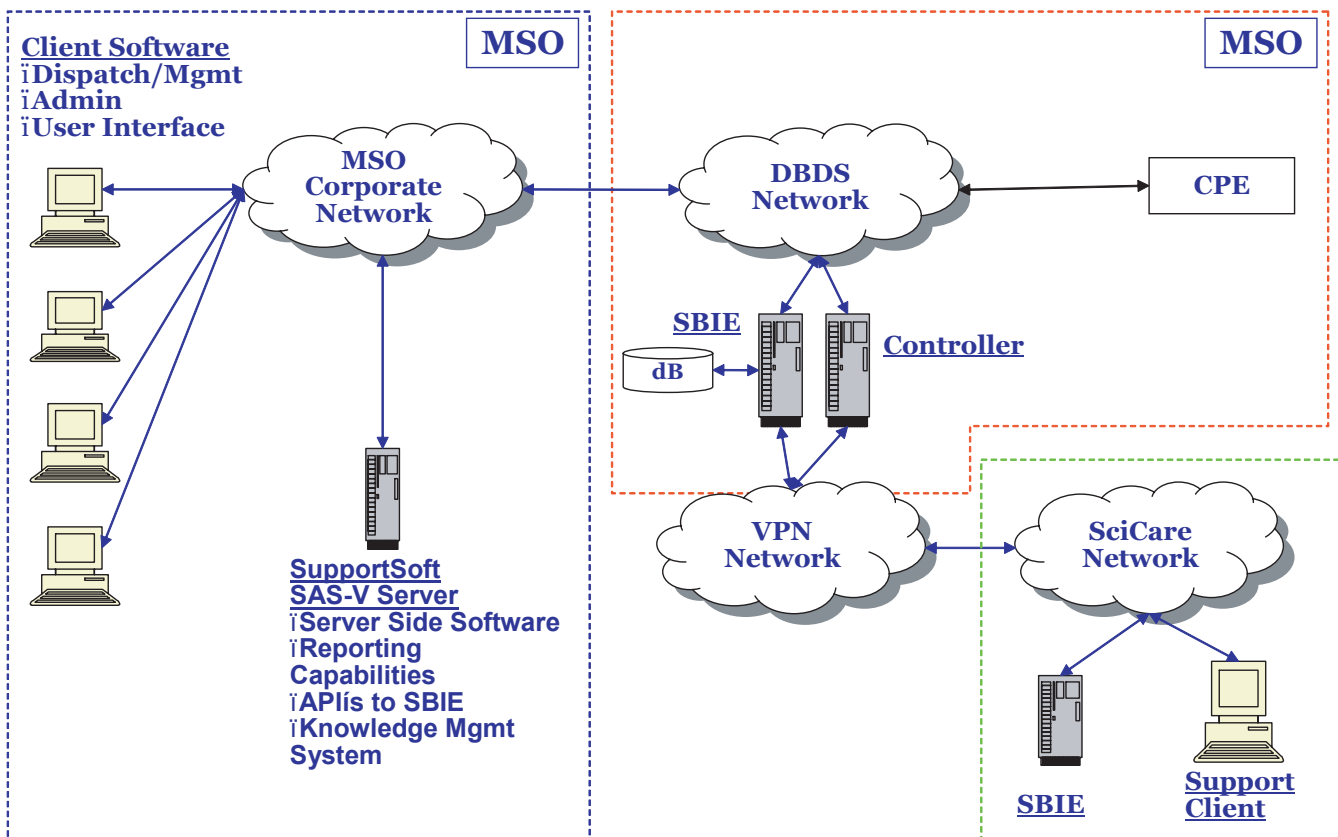 MSO
Client Software
ïDispatch/Mgmt
ïAdmin
ïUser Interface
MSO
Corporate
Network
SupportSoft
SAS-V Server
ïServer Side Software
ïReporting
Capabilities
ïAPIís to SBIE
ïKnowledge Mgmt
System
MSO
DBDS
Network
CPE
SBIE
Controller
dB
VPN
Network
SciCare
Network
SBIE
Support
Client